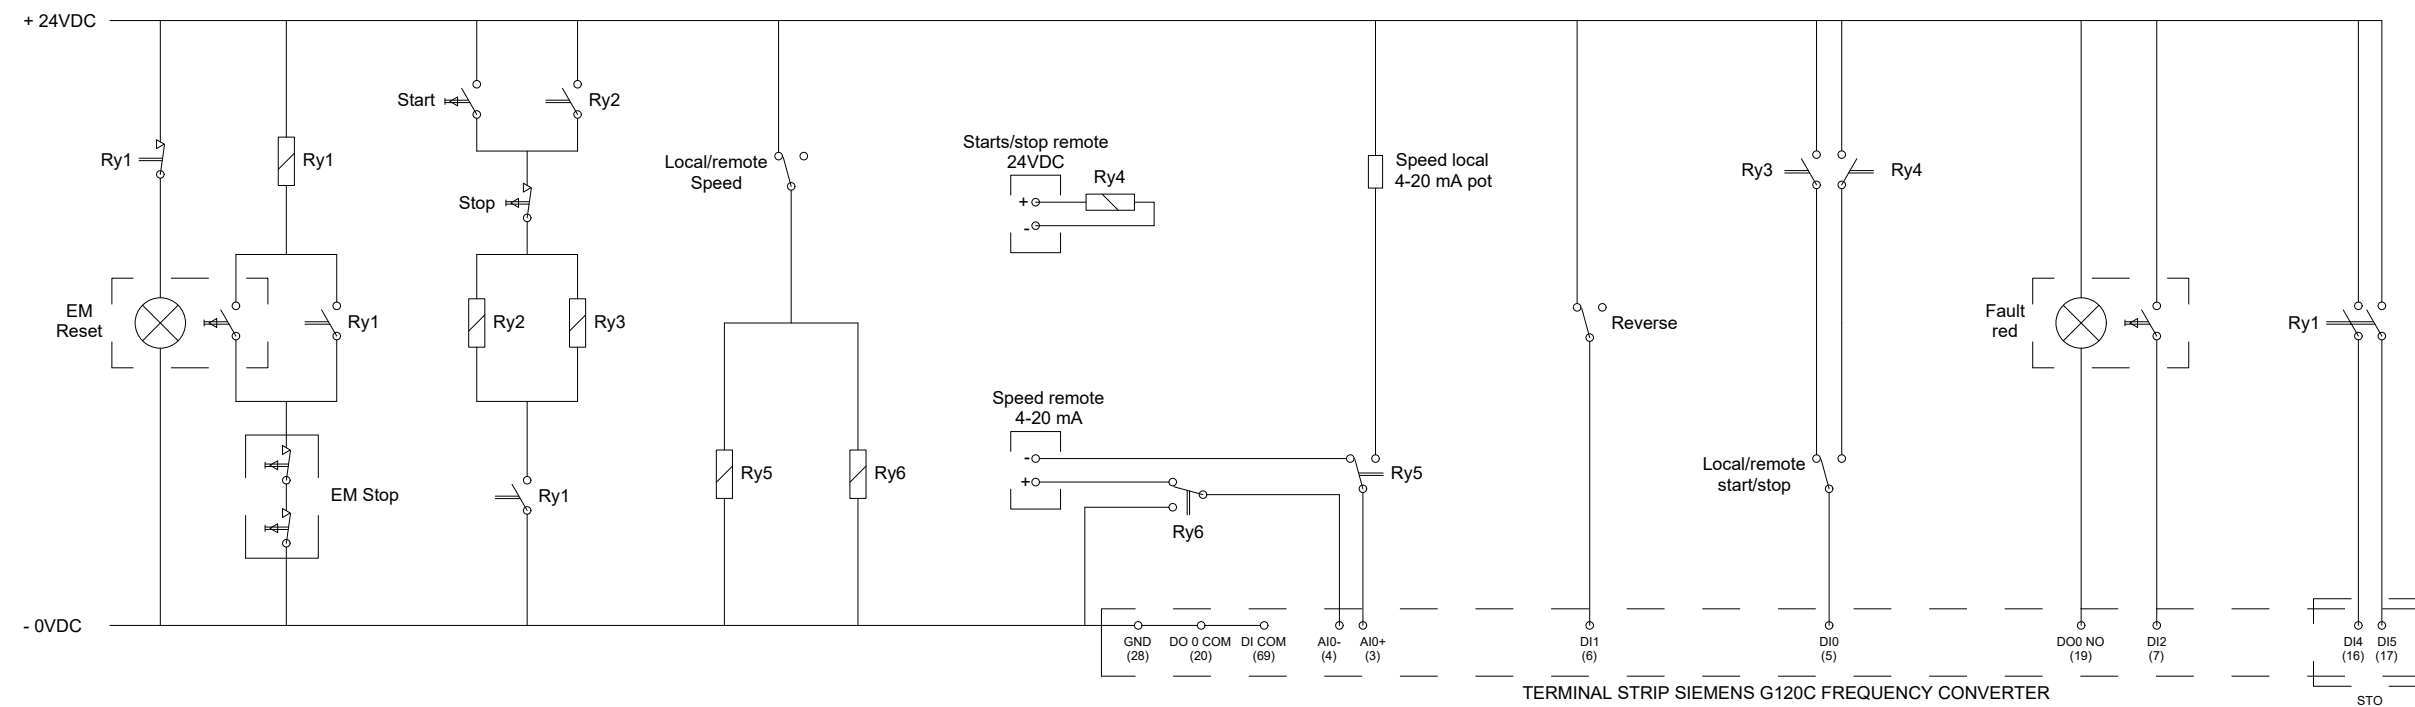 + 24VDC
Start
Ry2
Starts/stop remote
24VDC
Ry1
Ry1
Local/remote
Speed
Speed local
4-20 mA pot
Ry4
Ry3
Ry4
Stop
+
-
EM
Reset
Ry1
Ry2
Ry3
Reverse
Fault
red
Ry1
Speed remote
4-20 mA
-
+
Ry5
Ry6
Ry5
Local/remote
start/stop
EM Stop
Ry1
Ry6
- 0VDC
GND
(28)
DO 0 COM
(20)
DI COM
(69)
AI0-
(4)
AI0+
(3)
DI1
(6)
DI0
(5)
DO0 NO
(19)
DI2
(7)
DI4
(16)
DI5
(17)
TERMINAL STRIP SIEMENS G120C FREQUENCY CONVERTER
STO